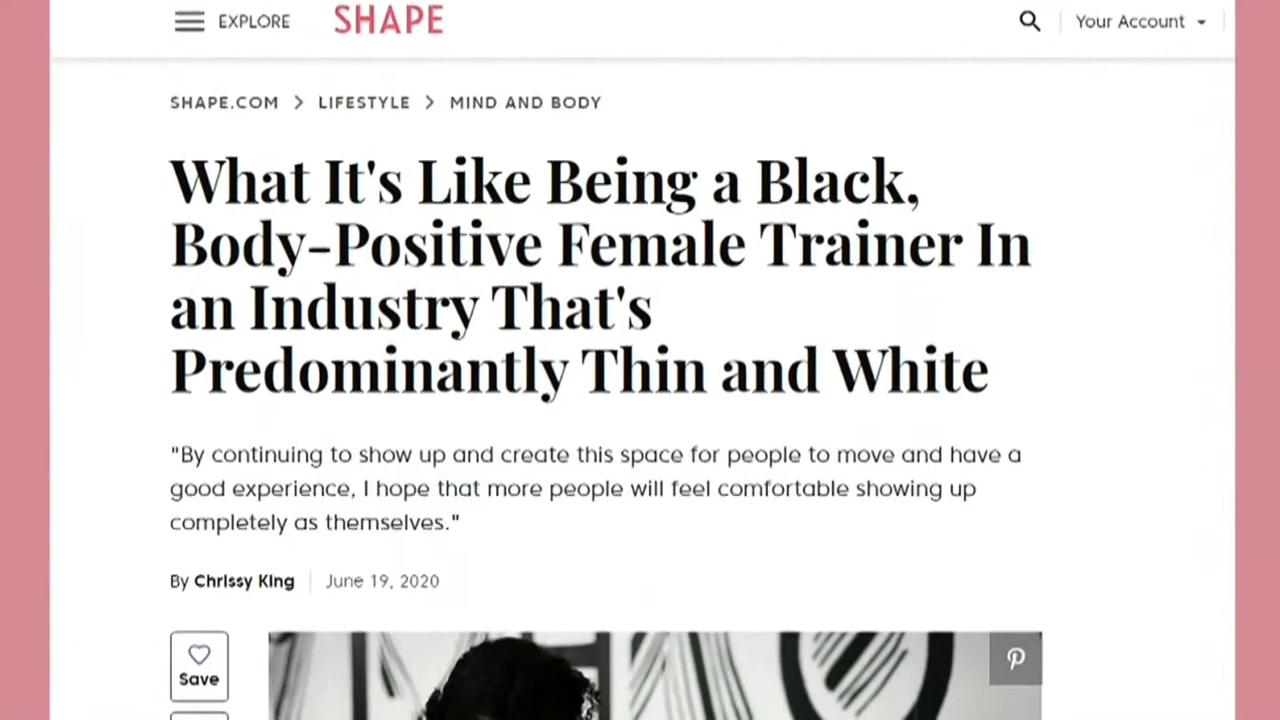 EXPLORE
SHAPE
Your Account
SHAPE.COM > LIFESTYLE > MIND AND BODY
What It's Like Being a Black,
Body-Positive Female Trainer In
an Industry That's
Predominantly Thin and White
"By continuing to show up and create this space for people to move and have a
good experience, I hope that more people will feel comfortable showing up
completely as themselves."
By Chrissy King
June 19, 2020
Save